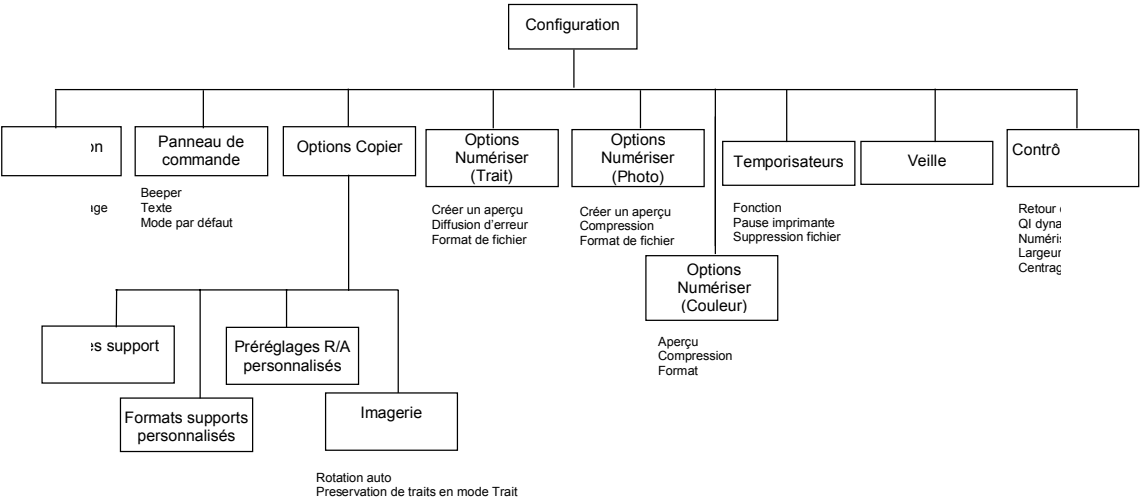 Configuration
Panneau de
commande
Beeper
Texte
Mode par défaut
Options Copier
Options
Numériser
(Trait)
Créer un aperçu
Diffusion d'erreur
Format de fichier
Options
Numériser
(Photo)
Créer un aperçu
Compression
Format de fichier
Options
Numériser
(Couleur)
Aperçu
Compression
Format
Temporisateurs
Fonction
Pause imprimante
Suppression fichier
Veille
Retour
QI
support
Formats supports
personnalisés
Préréglages R/A
personnalisés
Imagerie
Rotation auto
Preservation de traits en mode Trait